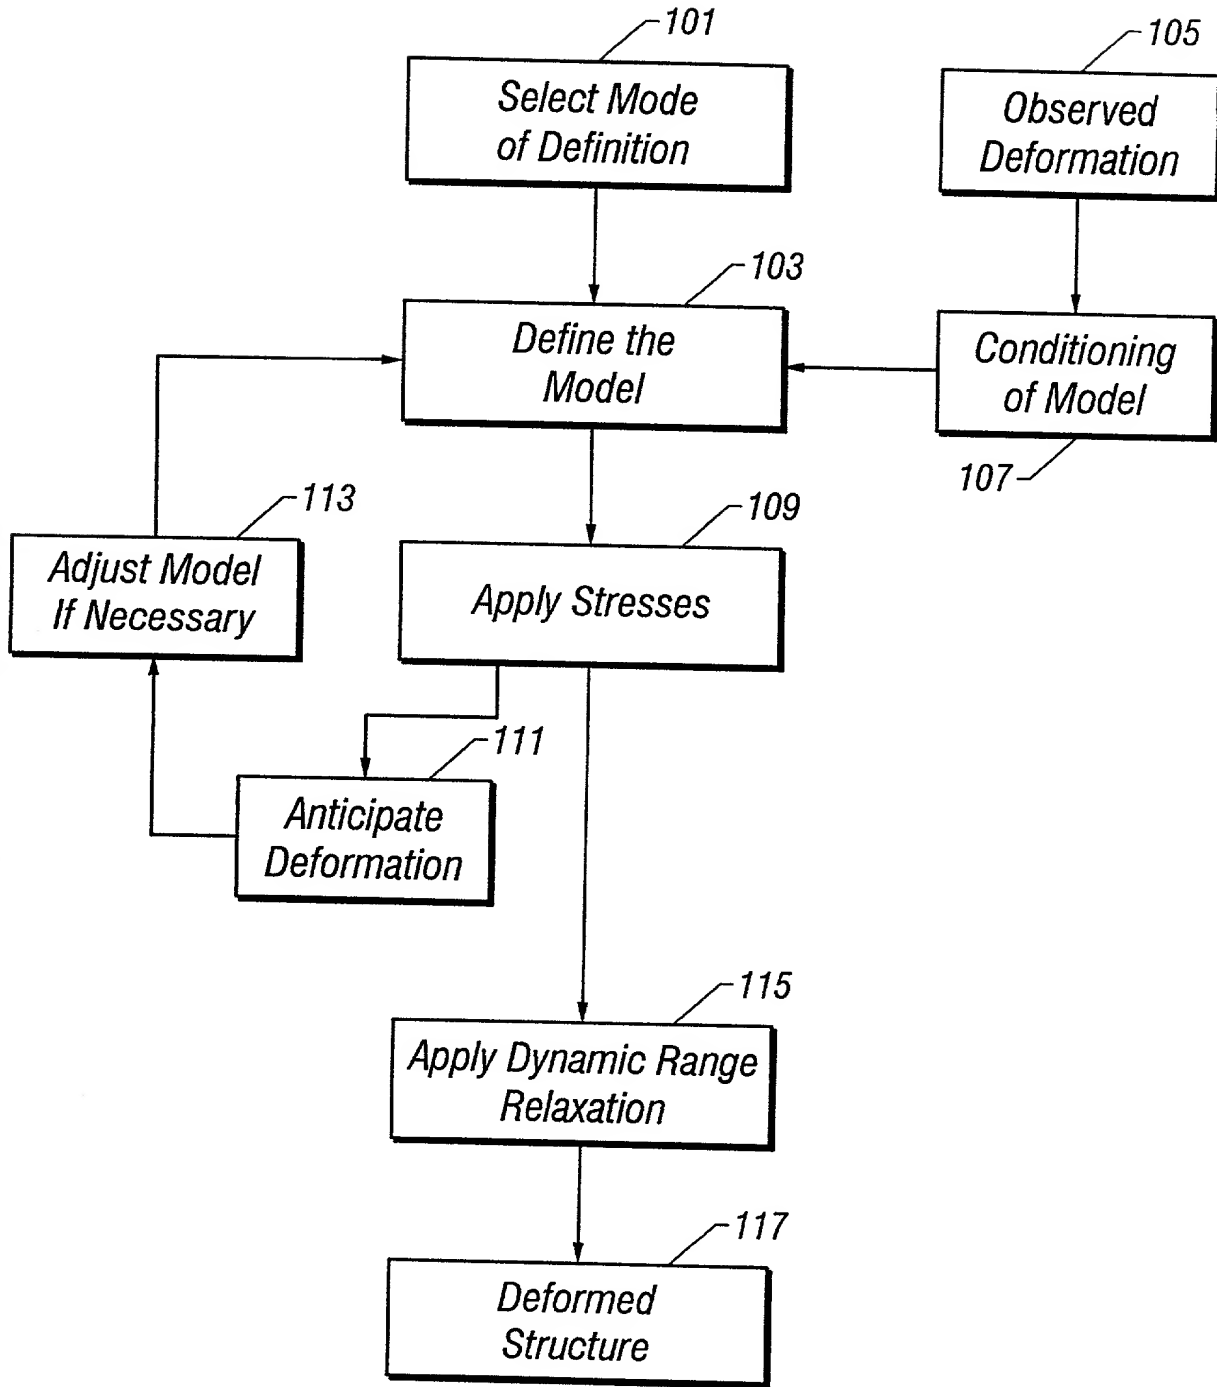 101
Select Mode
of Definition
105
Observed
Deformation
103
Define the
Model
Conditioning
of Model
107
113
Adjust Model
If Necessary
109
Apply Stresses
111
Anticipate
Deformation
115
Apply Dynamic Range
Relaxation
117
Deformed
Structure